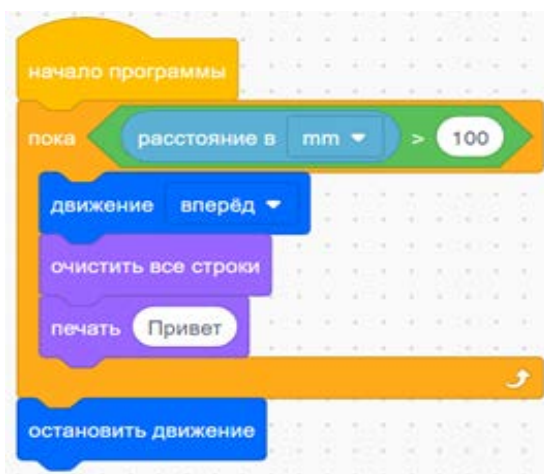 начало программы
пока расстояние в mm > 100
движение вперёд
очистить все строки
печать Привет
остановить движение